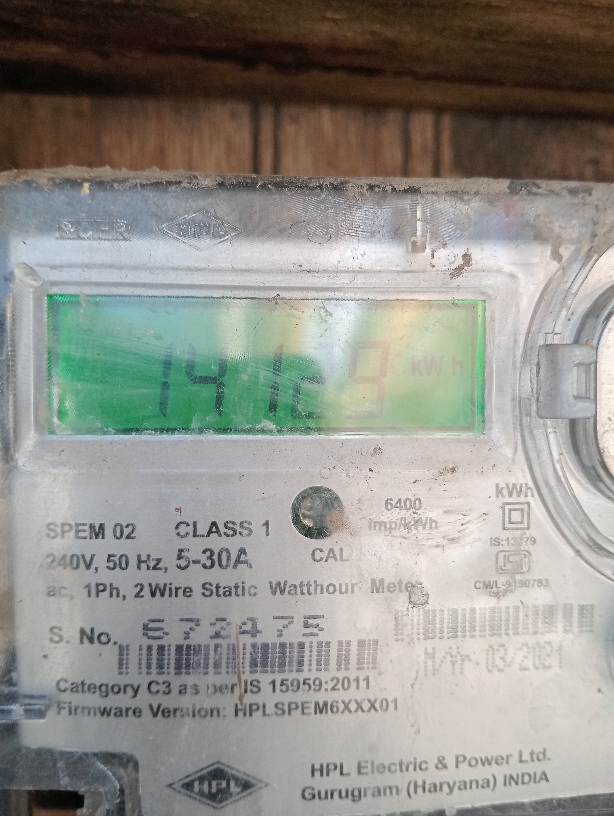 HPL
kWh
6400
imp/kWh
kWh
SPEM 02 CLASS 1
240V, 50 Hz, 5-30A
CAL
ac, 1Ph, 2 Wire Static Watthour Meter
S. No. 672475
M/Yr. 03/2021
Category C3 as per IS 15959:2011
Firmware Version: HPLSPEM6XXX01
HPL
HPL Electric & Power Ltd.
Gurugram (Haryana) INDIA